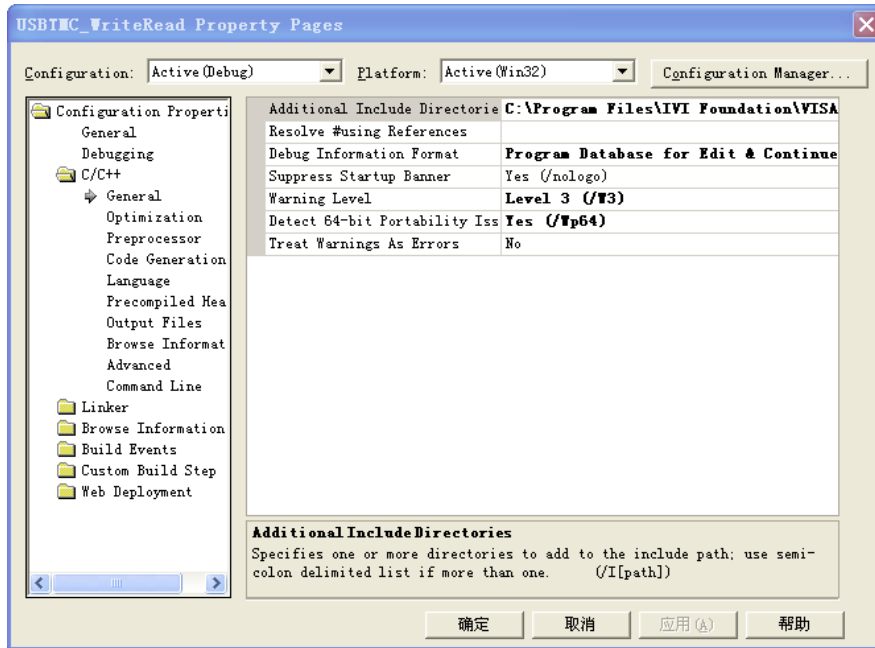 USBTMC_WriteRead Property Pages
Configuration: Active(Debug) Platform: Active(Win32) Configuration Manager...
Configuration Properti
General
Debugging
C/C++
General
Optimization
Preprocessor
Code Generation
Language
Precompiled Hea
Output Files
Browse Informat
Advanced
Command Line
Linker
Browse Information
Build Events
Custom Build Step
Web Deployment
Additional Include Directorie C:\Program Files\IVI Foundation\VISA
Resolve #using References
Debug Information Format Program Database for Edit & Continue
Suppress Startup Banner Yes (/nologo)
Warning Level Level 3 (/W3)
Detect 64-bit Portability Iss Yes (/Wp64)
Treat Warnings As Errors No
Additional Include Directories
Specifies one or more directories to add to the include path; use semi-
colon delimited list if more than one. (/I[path])
确定 取消 应用(A) 帮助